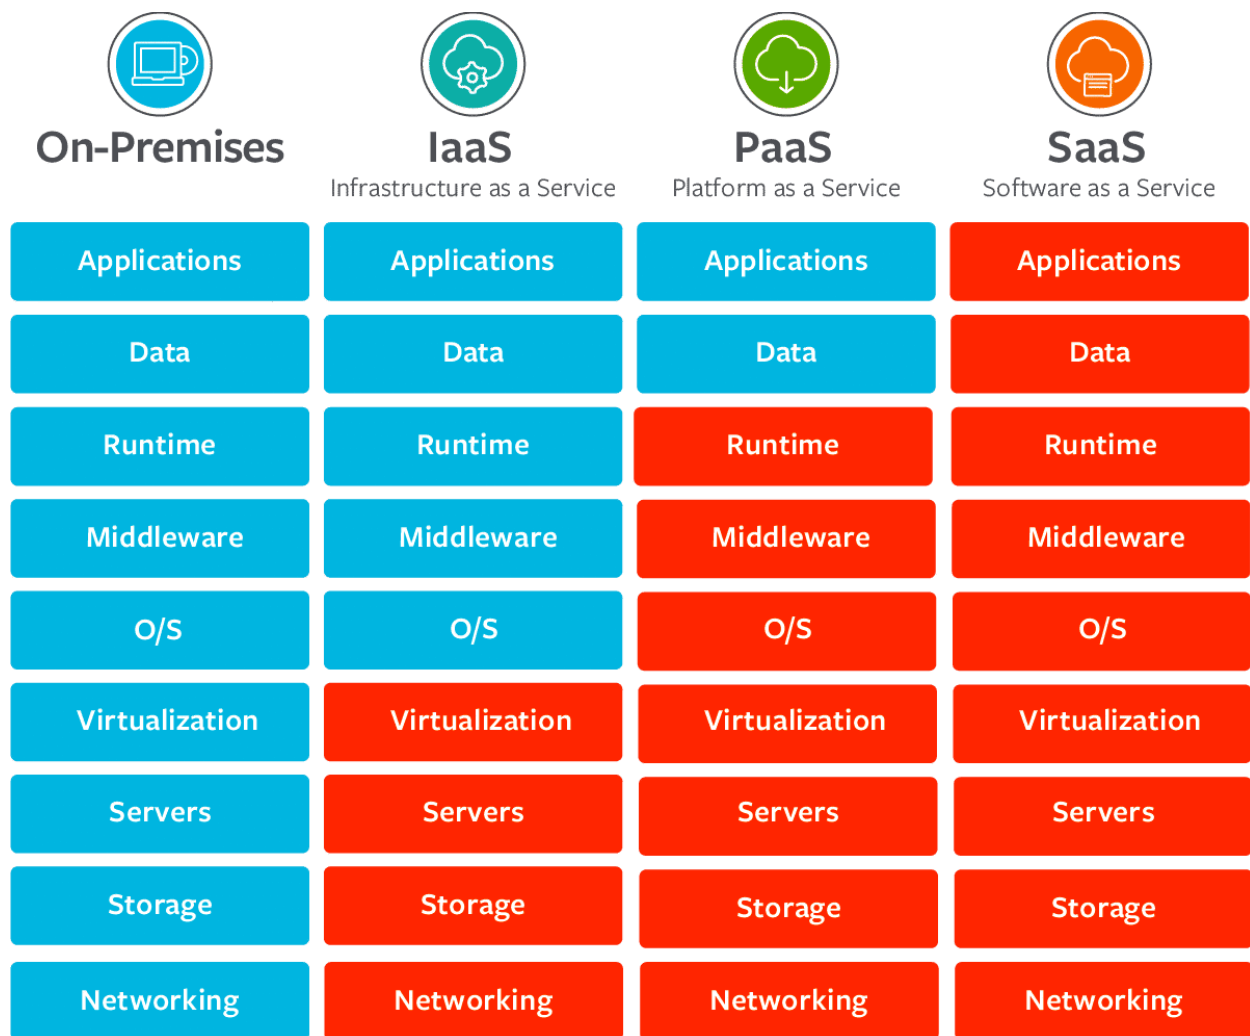 On-Premises
IaaS
Infrastructure as a Service
PaaS
Platform as a Service
SaaS
Software as a Service
Applications
Applications
Applications
Applications
Data
Data
Data
Data
Runtime
Runtime
Runtime
Runtime
Middleware
Middleware
Middleware
Middleware
O/S
O/S
O/S
O/S
Virtualization
Virtualization
Virtualization
Virtualization
Servers
Servers
Servers
Servers
Storage
Storage
Storage
Storage
Networking
Networking
Networking
Networking